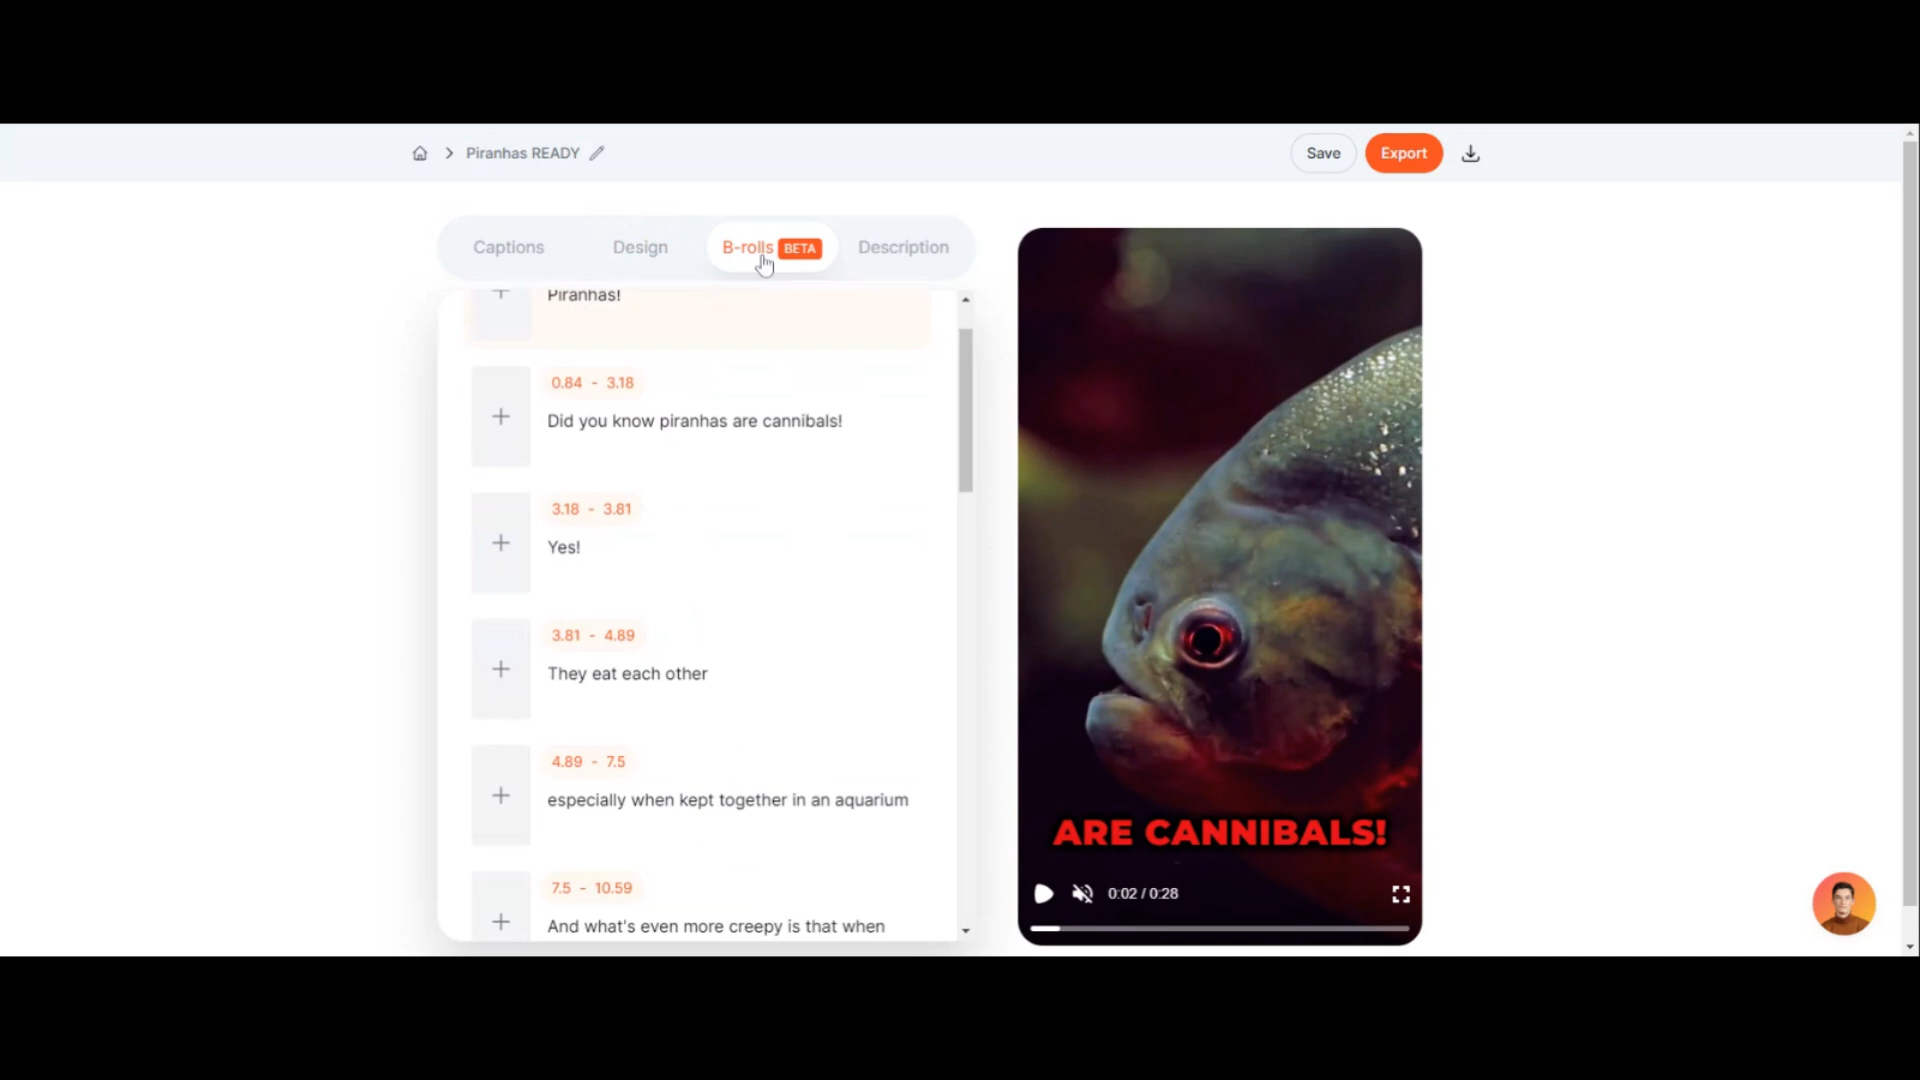 Piranhas READY
Save
Export
Captions
Design
B-rolls BETA
Description
Piranhas!
0.84 - 3.18
Did you know piranhas are cannibals!
3.18 - 3.81
Yes!
3.81 - 4.89
They eat each other
4.89 - 7.5
especially when kept together in an aquarium
7.5 - 10.59
And what's even more creepy is that when
ARE CANNIBALS!
0:02 / 0:28